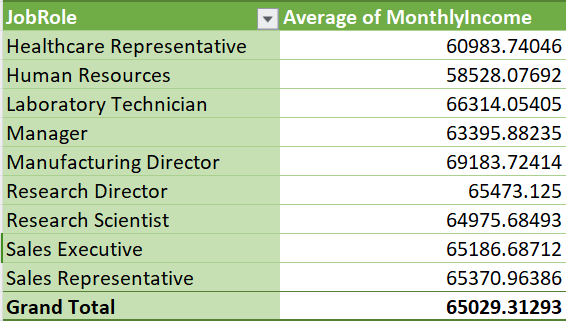 JobRole Average of MonthlyIncome
Healthcare Representative 60983.74046
Human Resources 58528.07692
Laboratory Technician 66314.05405
Manager 63395.88235
Manufacturing Director 69183.72414
Research Director 65473.125
Research Scientist 64975.68493
Sales Executive 65186.68712
Sales Representative 65370.96386
Grand Total 65029.31293